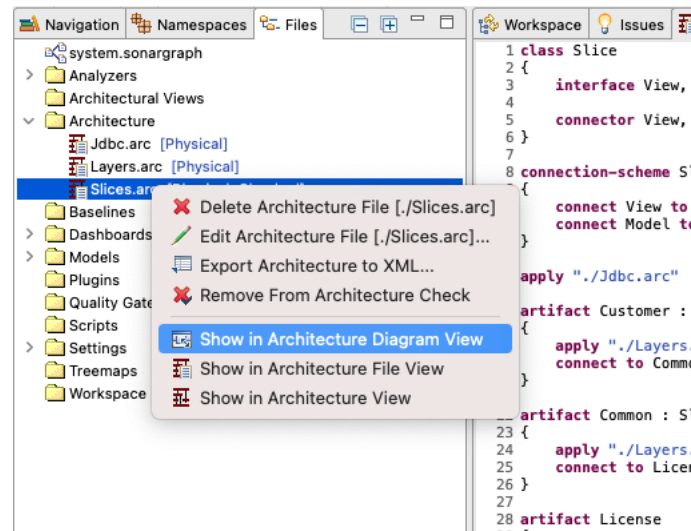 Navigation Namespaces Files
system.sonargraph
Analyzers
Architectural Views
Architecture
Jdbc.arc [Physical]
Layers.arc [Physical]
Slices.arc
Baselines
Dashboards
Models
Plugins
Quality Gate
Scripts
Settings
Treemaps
Workspace
Delete Architecture File [./Slices.arc]
Edit Architecture File [./Slices.arc]...
Export Architecture to XML...
Remove From Architecture Check
Show in Architecture Diagram View
Show in Architecture File View
Show in Architecture View
Workspace Issues
1 class Slice
2 {
3 interface View,
4
5 connector View,
6 }
7
8 connection-scheme Sl
{
connect View to
connect Model to
}
apply "./Jdbc.arc"
artifact Customer :
{
apply "./Layers.
connect to Commo
}
artifact Common : Sl
23 {
24 apply "./Layers.
25 connect to Licen
26 }
27
28 artifact License